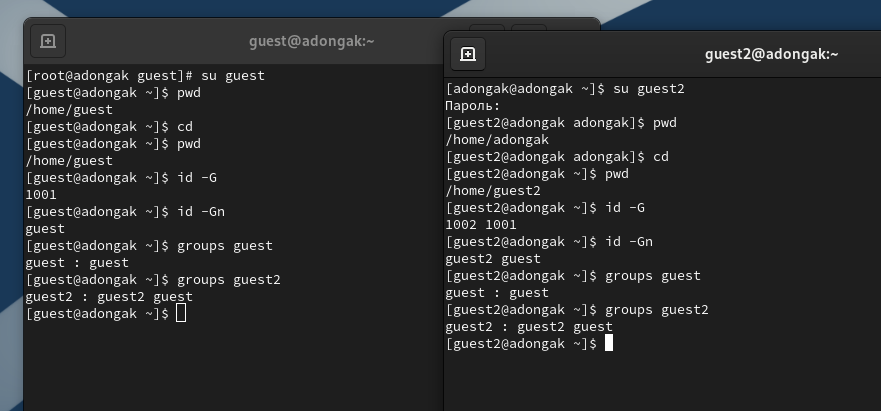 guest@adongak:~
[root@adongak guest]# su guest
[guest@adongak ~]$ pwd
/home/guest
[guest@adongak ~]$ cd
[guest@adongak ~]$ pwd
/home/guest
[guest@adongak ~]$ id -G
1001
[guest@adongak ~]$ id -Gn
guest
[guest@adongak ~]$ groups guest
guest : guest
[guest@adongak ~]$ groups guest2
guest2 : guest2 guest
[guest@adongak ~]$
guest2@adongak:~
[adongak@adongak ~]$ su guest2
Пароль:
[guest2@adongak adongak]$ pwd
/home/adongak
[guest2@adongak adongak]$ cd
[guest2@adongak ~]$ pwd
/home/guest2
[guest2@adongak ~]$ id -G
1002 1001
[guest2@adongak ~]$ id -Gn
guest2 guest
[guest2@adongak ~]$ groups guest
guest : guest
[guest2@adongak ~]$ groups guest2
guest2 : guest2 guest
[guest2@adongak ~]$